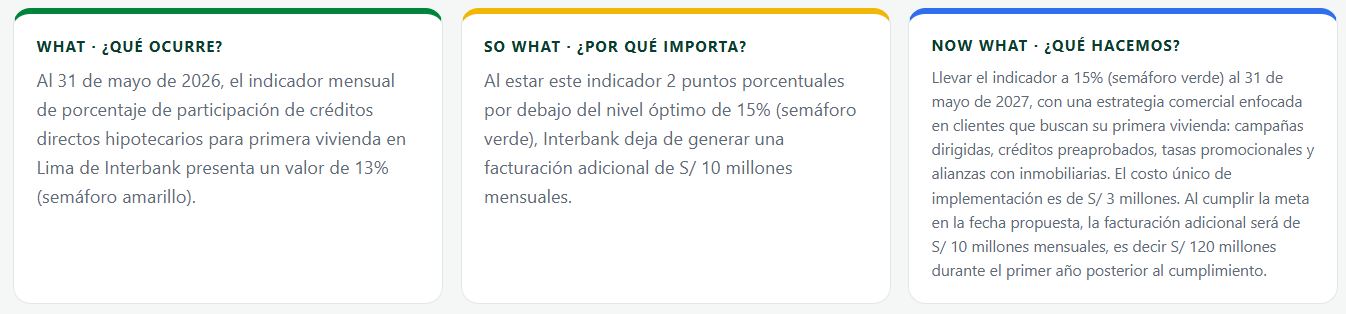 WHAT · ¿QUÉ OCURRE?
Al 31 de mayo de 2026, el indicador mensual
de porcentaje de participación de créditos
directos hipotecarios para primera vivienda en
Lima de Interbank presenta un valor de 13%
(semáforo amarillo).
SO WHAT · ¿POR QUÉ IMPORTA?
Al estar este indicador 2 puntos porcentuales
por debajo del nivel óptimo de 15% (semáforo
verde), Interbank deja de generar una
facturación adicional de S/ 10 millones
mensuales.
NOW WHAT · ¿QUÉ HACEMOS?
Llevar el indicador a 15% (semáforo verde) al 31 de
mayo de 2027, con una estrategia comercial enfocada
en clientes que buscan su primera vivienda: campañas
dirigidas, créditos preaprobados, tasas promocionales y
alianzas con inmobiliarias. El costo único de
implementación es de S/ 3 millones. Al cumplir la meta
en la fecha propuesta, la facturación adicional será de
S/ 10 millones mensuales, es decir S/ 120 millones
durante el primer año posterior al cumplimiento.